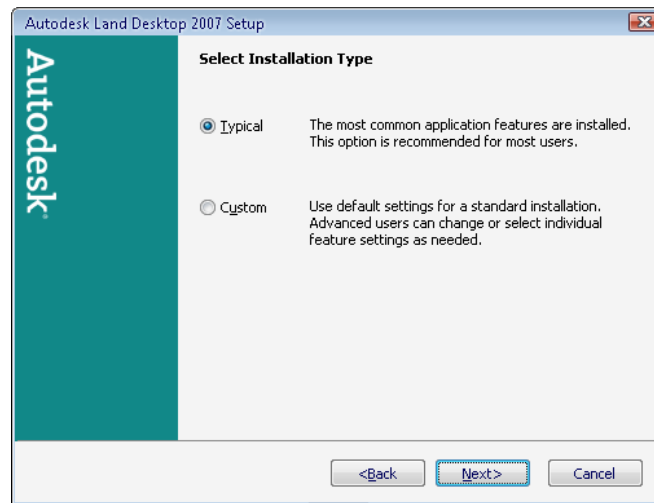 Autodesk Land Desktop 2007 Setup
Autodesk
Select Installation Type
Typical
The most common application features are installed.
This option is recommended for most users.
Custom
Use default settings for a standard installation.
Advanced users can change or select individual
feature settings as needed.
<Back
Next>
Cancel